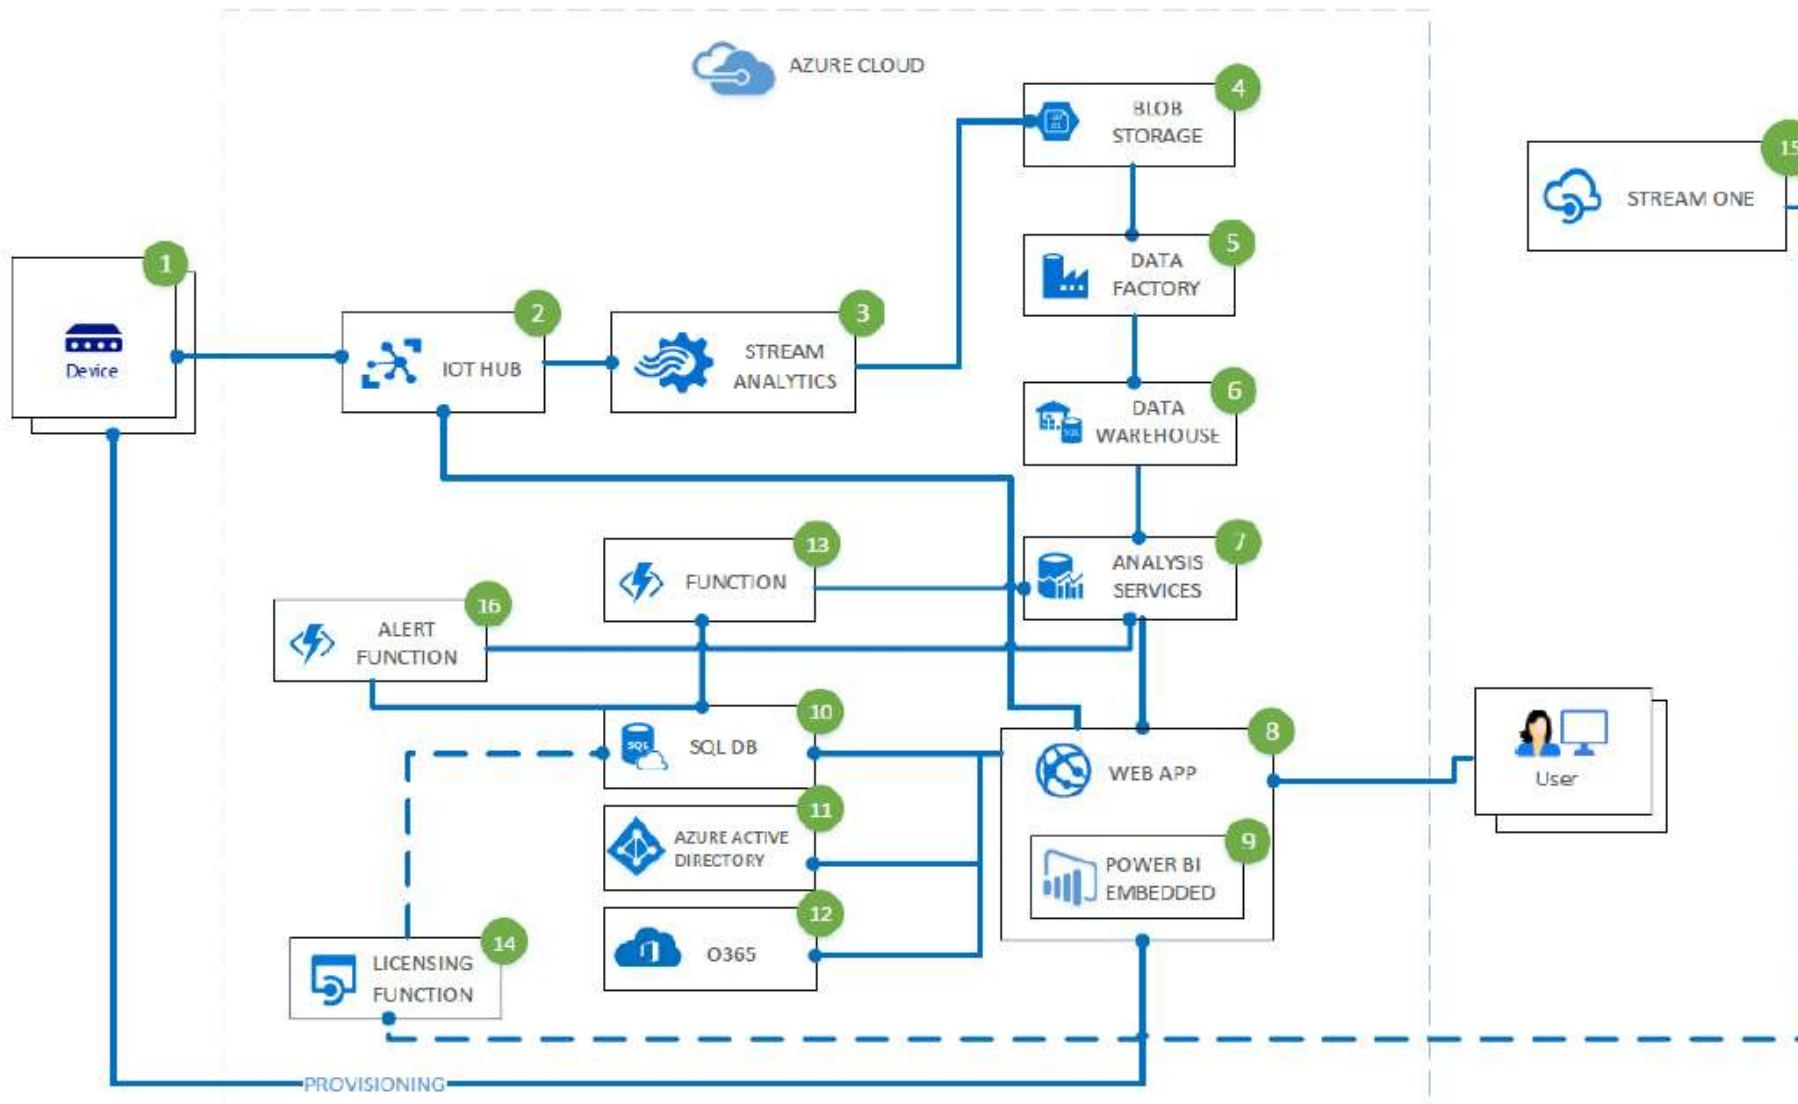 AZURE CLOUD
4
BLOB
STORAGE
15
STREAM ONE
1
Device
5
DATA
FACTORY
2
IOT HUB
3
STREAM
ANALYTICS
6
DATA
WAREHOUSE
SQL
13
FUNCTION
7
ANALYSIS
SERVICES
16
ALERT
FUNCTION
10
SQL
SQL DB
8
WEB APP
User
11
AZURE ACTIVE
DIRECTORY
9
POWER BI
EMBEDDED
12
O365
14
LICENSING
FUNCTION
PROVISIONING